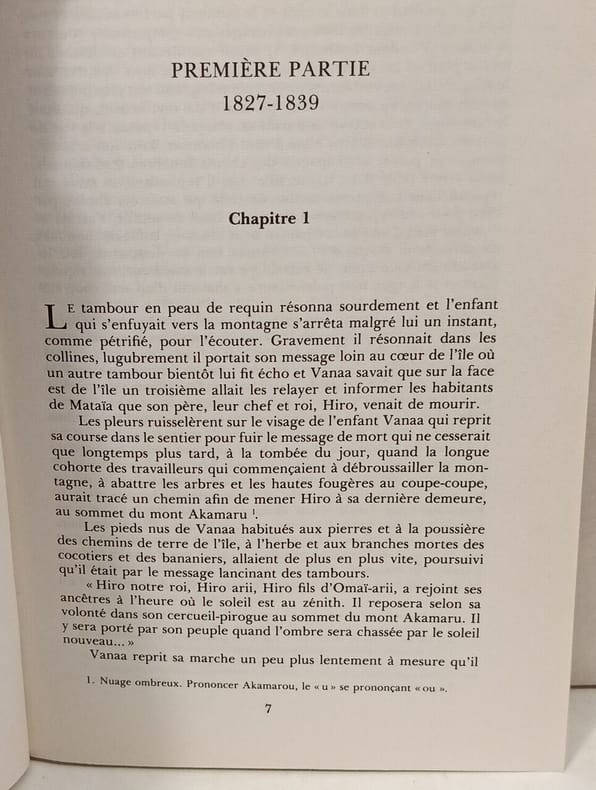 PREMIÈRE PARTIE
1827-1839
Chapitre 1
LE tambour en peau de requin résonna sourdement et l'enfant
qui s'enfuyait vers la montagne s'arrêta malgré lui un instant,
comme pétrifié, pour l'écouter. Gravement il résonnait dans les
collines, lugubrement il portait son message loin au cœur de l'île où
un autre tambour bientôt lui fit écho et Vanaa savait que sur la face
est de l'île un troisième allait les relayer et informer les habitants
de Mataïa que son père, leur chef et roi, Hiro, venait de mourir.
Les pleurs ruisselèrent sur le visage de l'enfant Vanaa qui reprit
sa course dans le sentier pour fuir le message de mort qui ne cesserait
que longtemps plus tard, à la tombée du jour, quand la longue
cohorte des travailleurs qui commençaient à débroussailler la mon-
tagne, à abattre les arbres et les hautes fougères au coupe-coupe,
aurait tracé un chemin afin de mener Hiro à sa dernière demeure,
au sommet du mont Akamaru ¹.
Les pieds nus de Vanaa habitués aux pierres et à la poussière
des chemins de terre de l'île, à l'herbe et aux branches mortes des
cocotiers et des bananiers, allaient de plus en plus vite, poursuivi
qu'il était par le message lancinant des tambours.
« Hiro notre roi, Hiro arii, Hiro fils d'Omaï-arii, a rejoint ses
ancêtres à l'heure où le soleil est au zénith. Il reposera selon sa
volonté dans son cercueil-pirogue au sommet du mont Akamaru. Il
y sera porté par son peuple quand l'ombre sera chassée par le soleil
nouveau... »
Vanaa reprit sa marche un peu plus lentement à mesure qu'il
1. Nuage ombreux. Prononcer Akamarou, le « u » se prononçant « ou ».
7